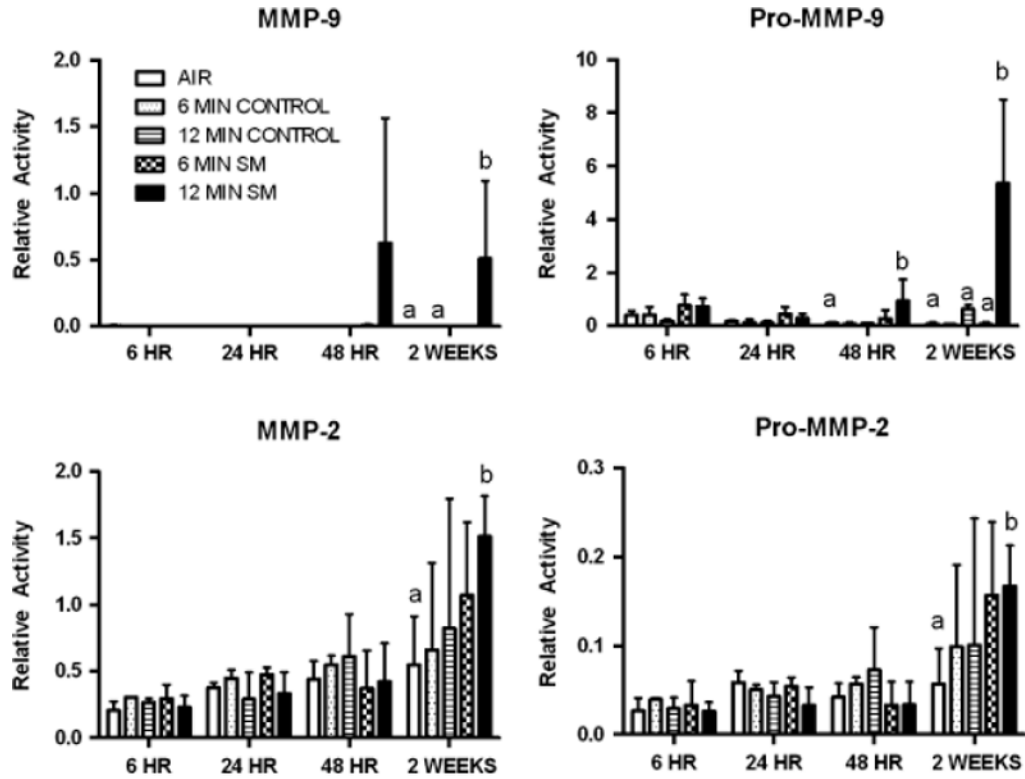 MMP-9
Relative Activity
2.0
1.5
1.0
0.5
0.0
AIR
6 MIN CONTROL
12 MIN CONTROL
6 MIN SM
12 MIN SM
a a b
6 HR 24 HR 48 HR 2 WEEKS
Pro-MMP-9
Relative Activity
10
8
6
4
2
0
a b a a a b
6 HR 24 HR 48 HR 2 WEEKS
MMP-2
Relative Activity
2.0
1.5
1.0
0.5
0.0
a b
6 HR 24 HR 48 HR 2 WEEKS
Pro-MMP-2
Relative Activity
0.3
0.2
0.1
0.0
a b
6 HR 24 HR 48 HR 2 WEEKS